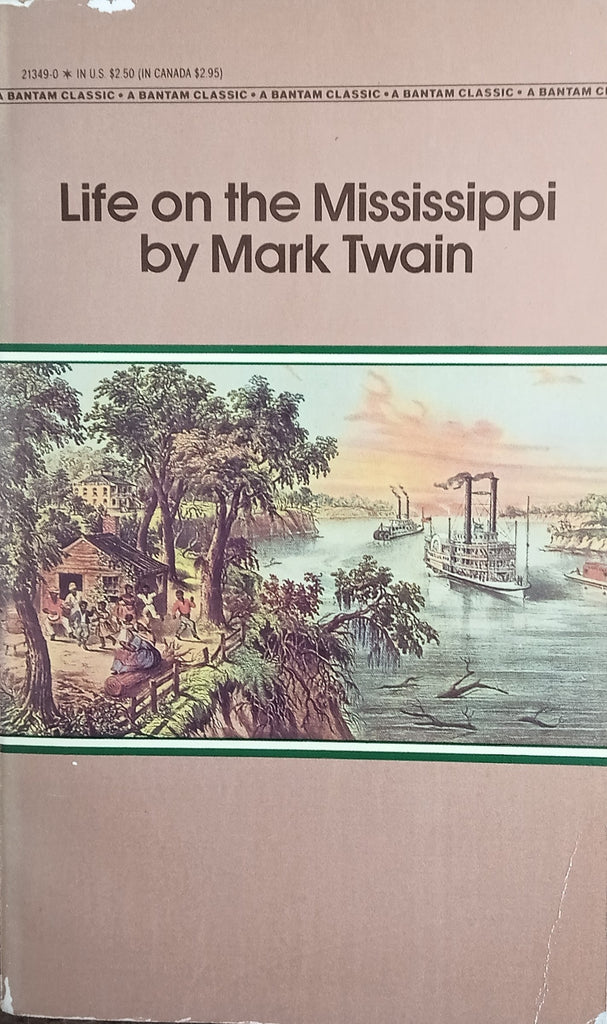 21349-0 * IN U.S. $2.50 (IN CANADA $2.95)
A BANTAM CLASSIC • A BANTAM CLASSIC • A BANTAM CLASSIC • A BANTAM CLASSIC • A BANTAM CL
Life on the Mississippi
by Mark Twain